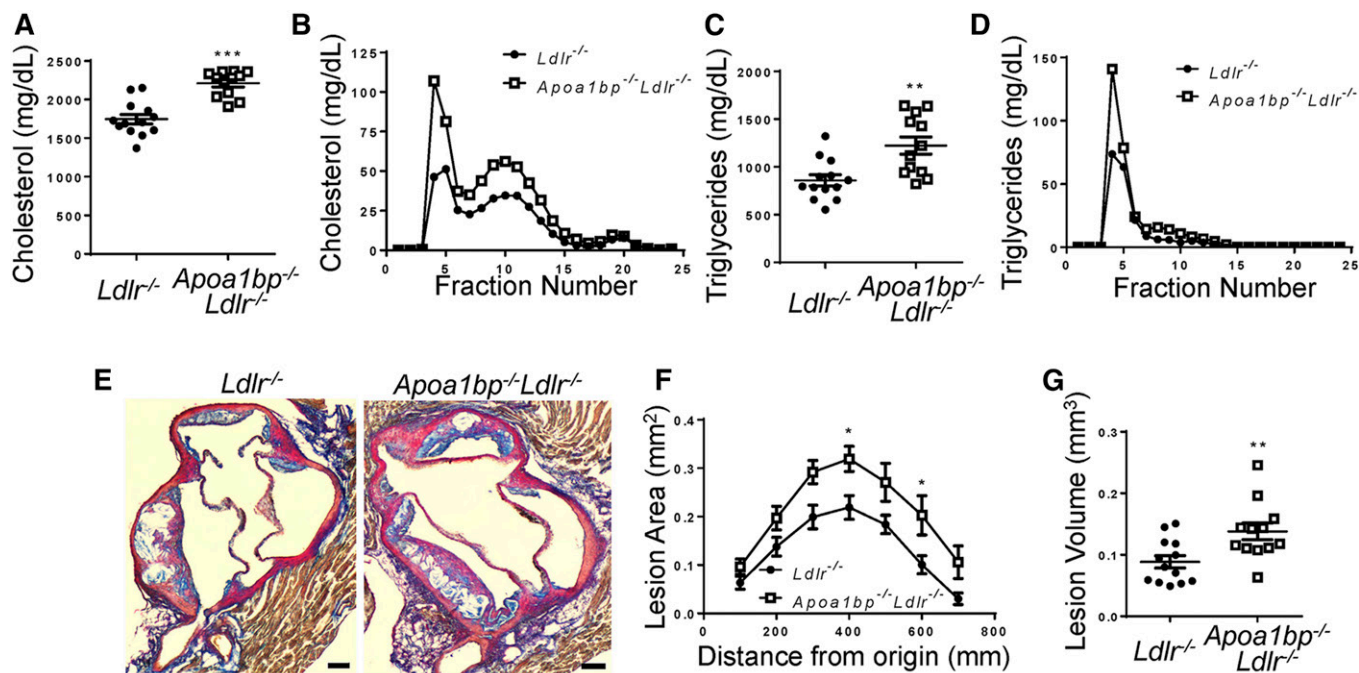 A
Cholesterol (mg/dL)
2500
2000
1500
1000
500
0
***
Ldlr-/-
Apoa1bp-/-
Ldlr-/-
B
Cholesterol (mg/dL)
125
100
75
50
25
0
0 5 10 15 20 25
Fraction Number
Ldlr-/-
Apoa1bp-/-Ldlr-/-
C
Triglycerides (mg/dL)
2000
1500
1000
500
0
**
Ldlr-/-
Apoa1bp-/-
Ldlr-/-
D
Triglycerides (mg/dL)
150
100
50
0
0 5 10 15 20 25
Fraction Number
Ldlr-/-
Apoa1bp-/-Ldlr-/-
E
Ldlr-/-
Apoa1bp-/-Ldlr-/-
F
Lesion Area (mm2)
0.4
0.3
0.2
0.1
0.0
*
*
Ldlr-/-
Apoa1bp-/-Ldlr-/-
0 200 400 600 800
Distance from origin (mm)
G
Lesion Volume (mm3)
0.3
0.2
0.1
0.0
**
Ldlr-/-
Apoa1bp-/-
Ldlr-/-